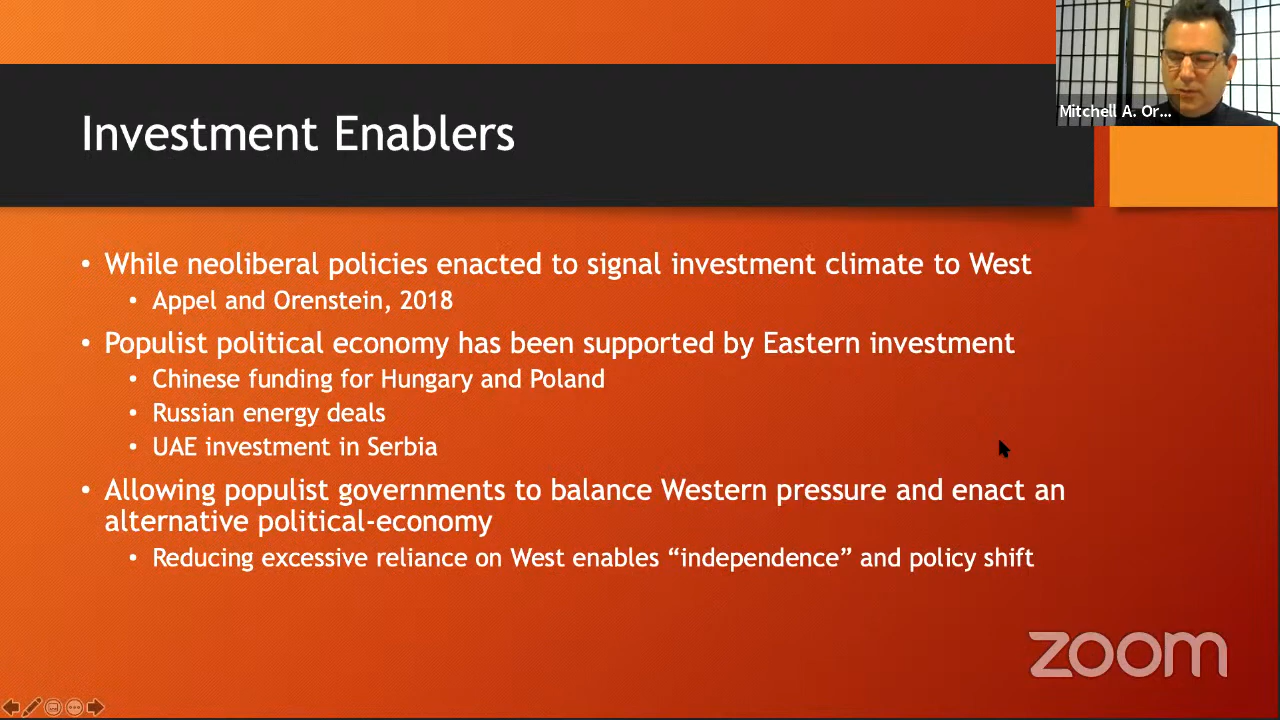 Mitchell A. Or...
Investment Enablers
• While neoliberal policies enacted to signal investment climate to West
• Appel and Orenstein, 2018
• Populist political economy has been supported by Eastern investment
• Chinese funding for Hungary and Poland
• Russian energy deals
• UAE investment in Serbia
• Allowing populist governments to balance Western pressure and enact an
alternative political-economy
• Reducing excessive reliance on West enables “independence” and policy shift
zoom